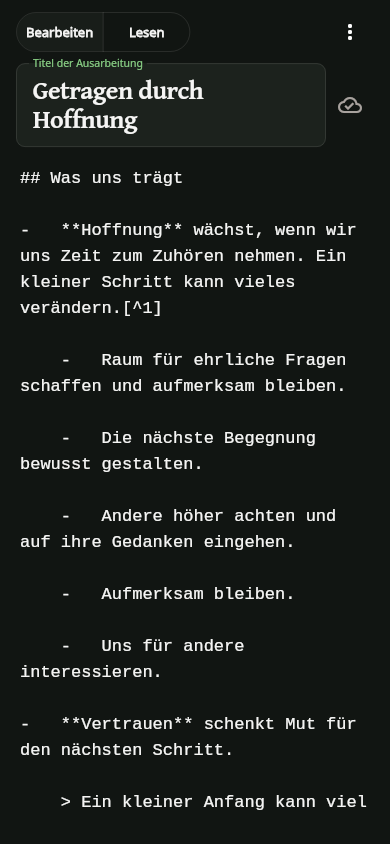 Bearbeiten Lesen
Titel der Ausarbeitung
Getragen durch
Hoffnung
## Was uns trägt
-   **Hoffnung** wächst, wenn wir
uns Zeit zum Zuhören nehmen. Ein
kleiner Schritt kann vieles
verändern.[^1]
    -   Raum für ehrliche Fragen
schaffen und aufmerksam bleiben.
    -   Die nächste Begegnung
bewusst gestalten.
    -   Andere höher achten und
auf ihre Gedanken eingehen.
    -   Aufmerksam bleiben.
    -   Uns für andere
interessieren.
-   **Vertrauen** schenkt Mut für
den nächsten Schritt.
    > Ein kleiner Anfang kann viel